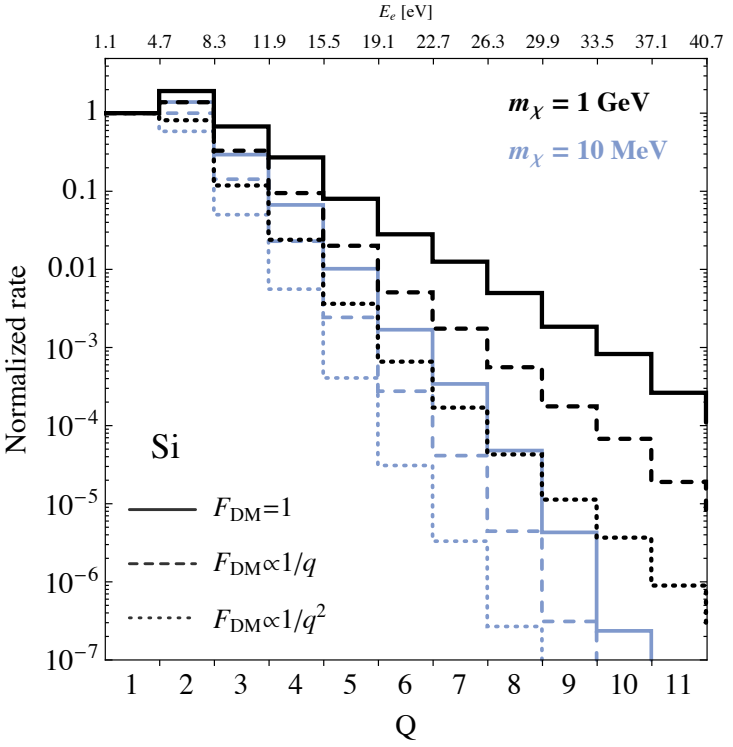 E_e [eV]
1.1 4.7 8.3 11.9 15.5 19.1 22.7 26.3 29.9 33.5 37.1 40.7
m_χ = 1 GeV
m_χ = 10 MeV
1
0.1
0.01
10^-3
10^-4
10^-5
10^-6
10^-7
Normalized rate
Si
F_DM=1
F_DM∝1/q
F_DM∝1/q^2
1 2 3 4 5 6 7 8 9 10 11
Q